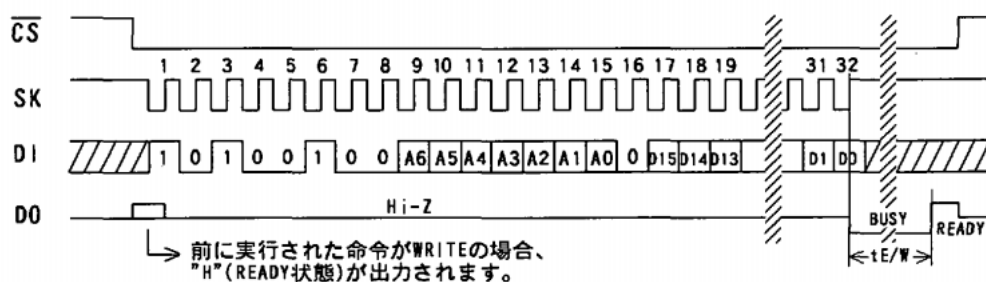 CS
1 2 3 4 5 6 7 8 9 10 11 12 13 14 15 16 17 18 19 31 32
SK
DI 1 0 1 0 0 1 0 0 A6 A5 A4 A3 A2 A1 A0 0 D15 D14 D13 D1 D0
DO Hi-Z BUSY READY
tE/W
前に実行された命令がWRITEの場合、
"H"(READY状態)が出力されます。